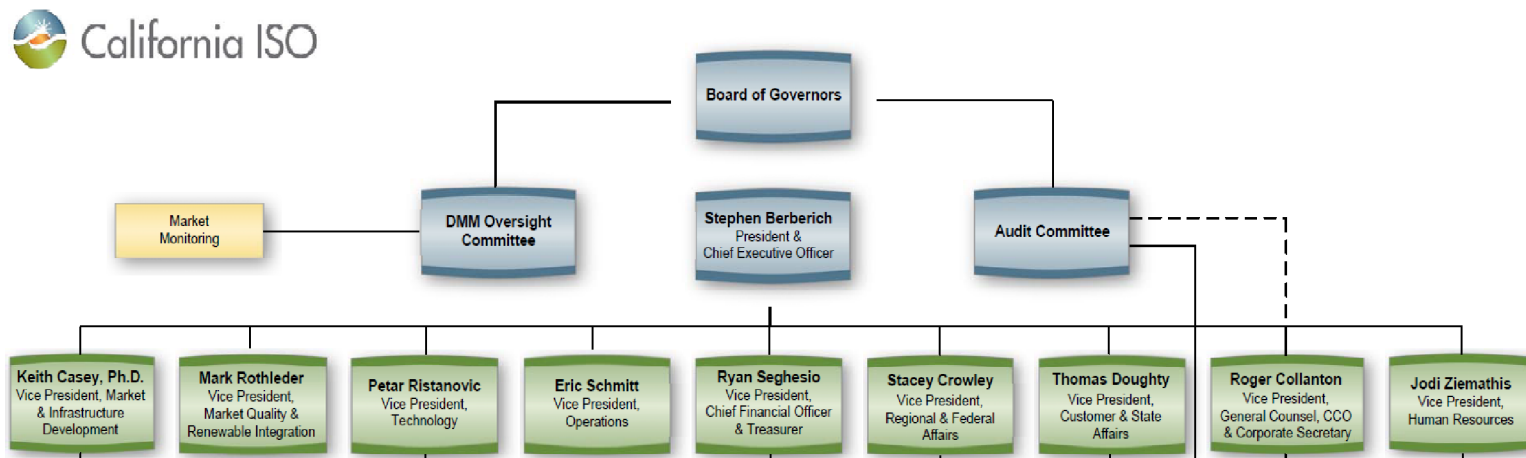 California ISO
Board of Governors
Market
Monitoring
DMM Oversight
Committee
Stephen Berberich
President &
Chief Executive Officer
Audit Committee
Keith Casey, Ph.D.
Vice President, Market
& Infrastructure
Development
Mark Rothleder
Vice President,
Market Quality &
Renewable Integration
Petar Ristanovic
Vice President,
Technology
Eric Schmitt
Vice President,
Operations
Ryan Seghesio
Vice President,
Chief Financial Officer
& Treasurer
Stacey Crowley
Vice President,
Regional & Federal
Affairs
Thomas Doughty
Vice President,
Customer & State
Affairs
Roger Collanton
Vice President,
General Counsel, CCO
& Corporate Secretary
Jodi Ziemathis
Vice President,
Human Resources